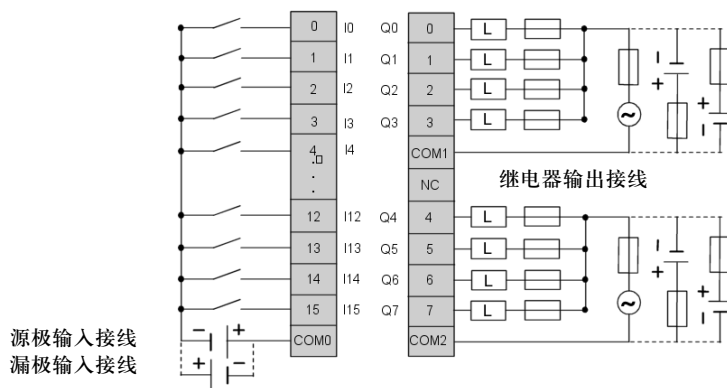 0 I0 Q0 0 L
1 I1 Q1 1 L
2 I2 Q2 2 L
3 I3 Q3 3 L
4 I4 COM1
NC 继电器输出接线
12 I12 Q4 4 L
13 I13 Q5 5 L
14 I14 Q6 6 L
15 I15 Q7 7 L
源极输入接线 − + COM0 COM2
漏极输入接线 + −